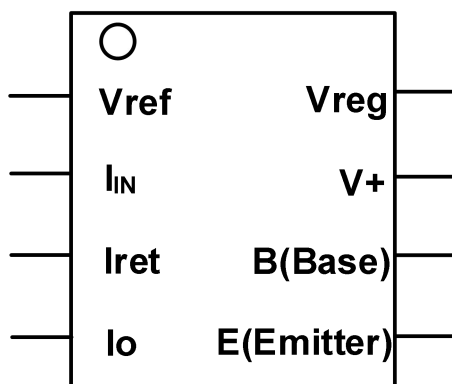 Vref Vreg
IIN V+
Iret B(Base)
Io E(Emitter)